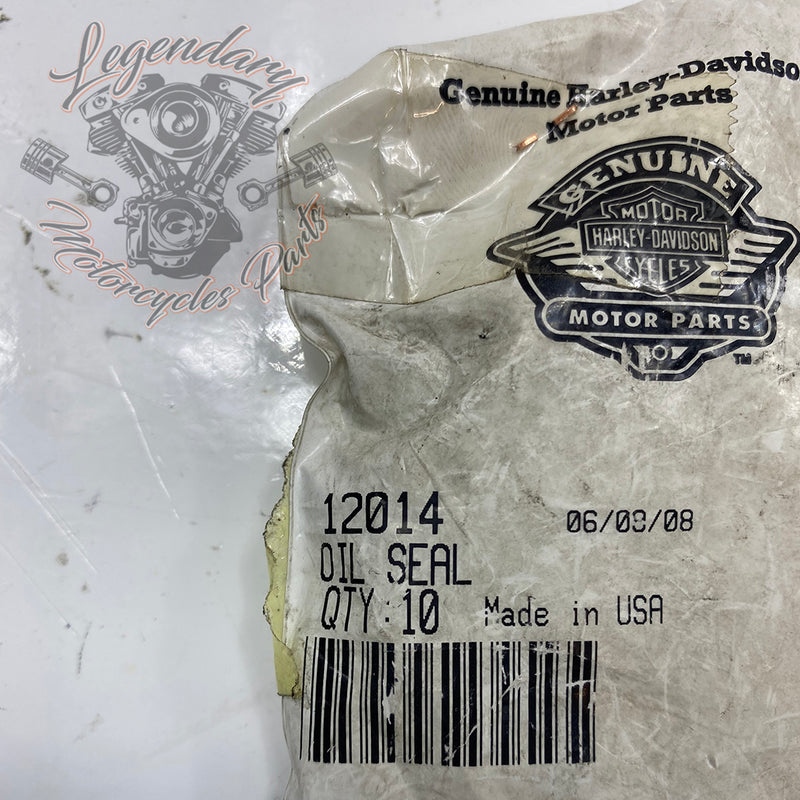 Legendary
Motorcycles Parts
Genuine Harley-Davidso
Motor Parts
GENUINE
MOTOR
HARLEY-DAVIDSON
CYCLES
MOTOR PARTS
TM
12014
06/03/08
OIL SEAL
QTY: 10 Made in USA